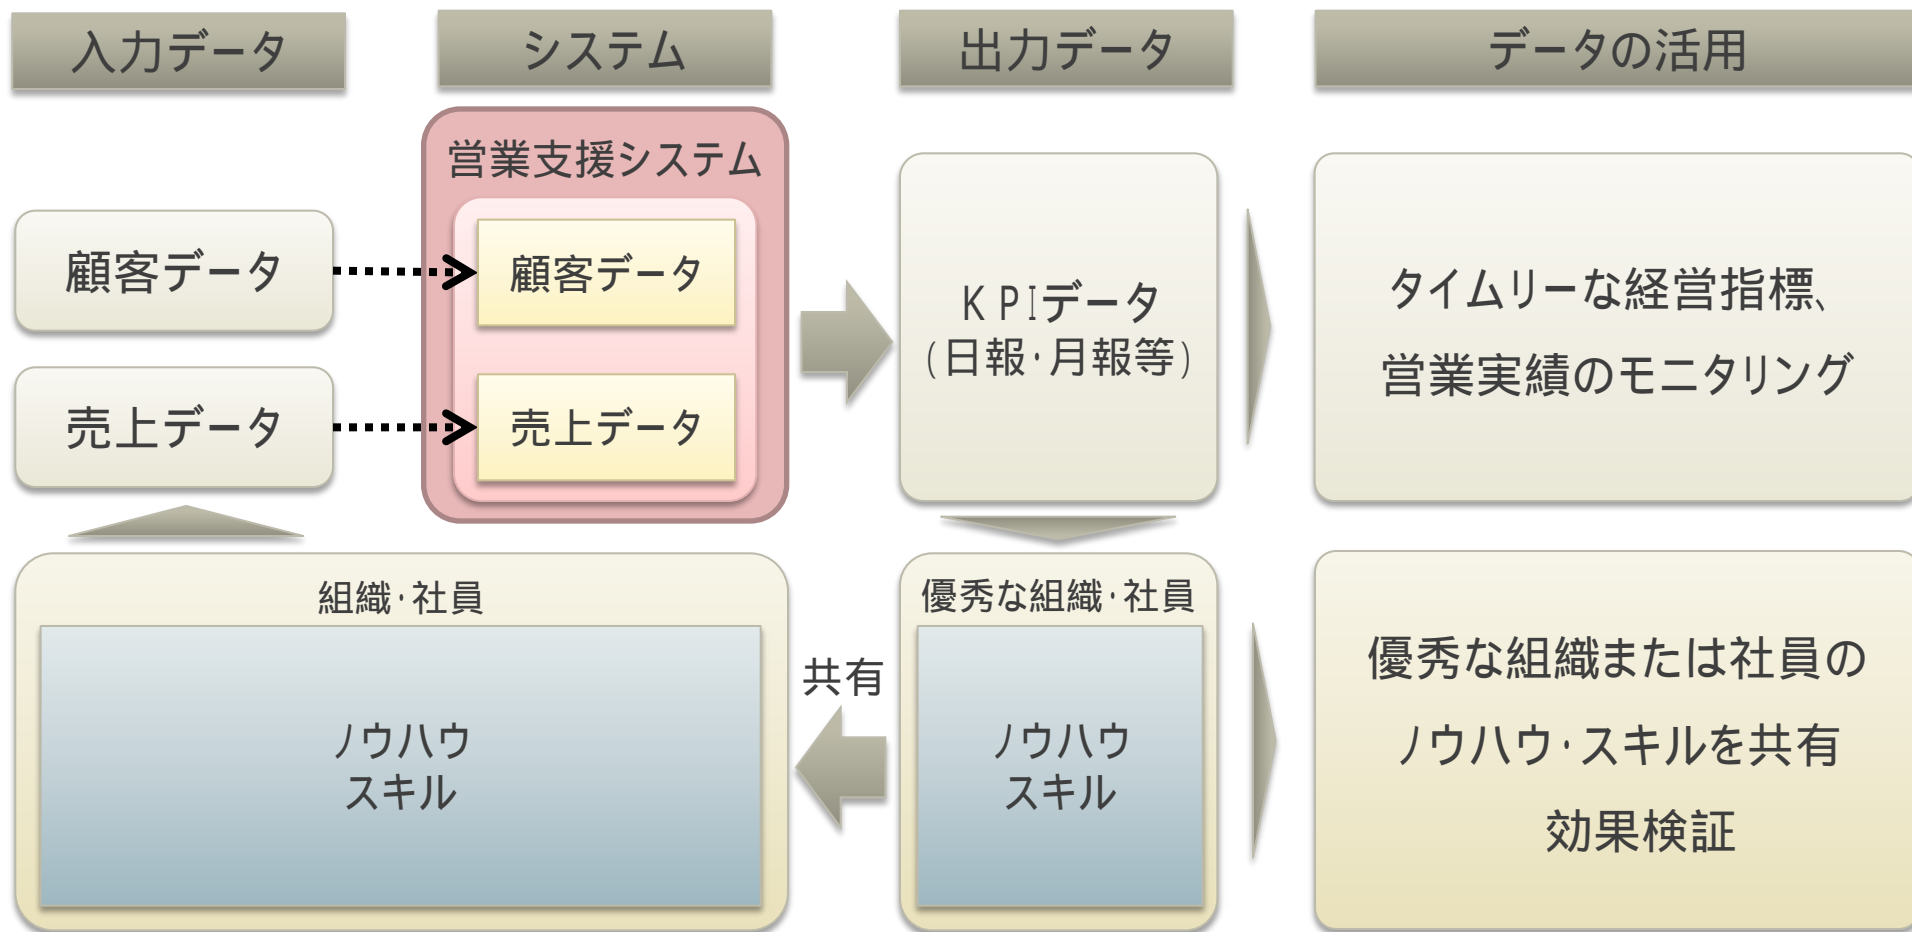 入力データ
システム
出力データ
データの活用
営業支援システム
顧客データ
顧客データ
売上データ
売上データ
KPIデータ
(日報・月報等)
タイムリーな経営指標、
営業実績のモニタリング
組織・社員
ノウハウ
スキル
共有
優秀な組織・社員
ノウハウ
スキル
優秀な組織または社員の
ノウハウ・スキルを共有
効果検証